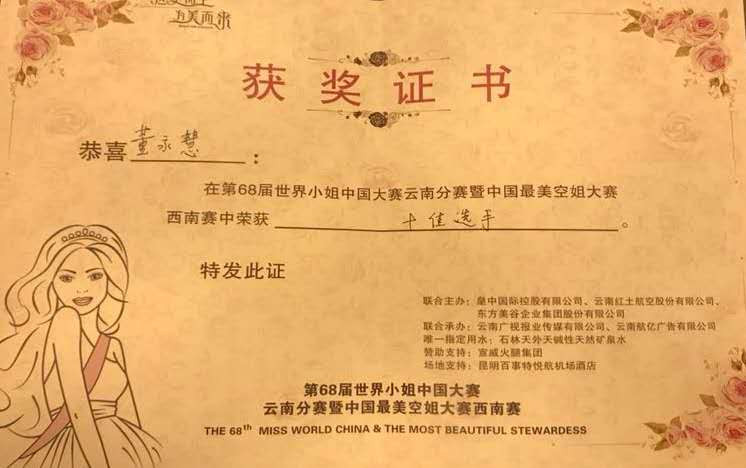 为美而来
获奖证书
恭喜 董永慧 :
在第68届世界小姐中国大赛云南分赛暨中国最美空姐大赛
西南赛中荣获 十佳选手 。
特发此证
联合主办：皇中国际控股有限公司、云南红土航空股份有限公司、
东方美谷企业集团股份有限公司
联合承办：云南广视报业传媒有限公司、云南航亿广告有限公司
唯一指定用水：石林天外天碱性天然矿泉水
赞助支持：宣威火腿集团
场地支持：昆明百事特悦航机场酒店
第68届世界小姐中国大赛
云南分赛暨中国最美空姐大赛西南赛
THE 68th MISS WORLD CHINA & THE MOST BEAUTIFUL STEWARDESS